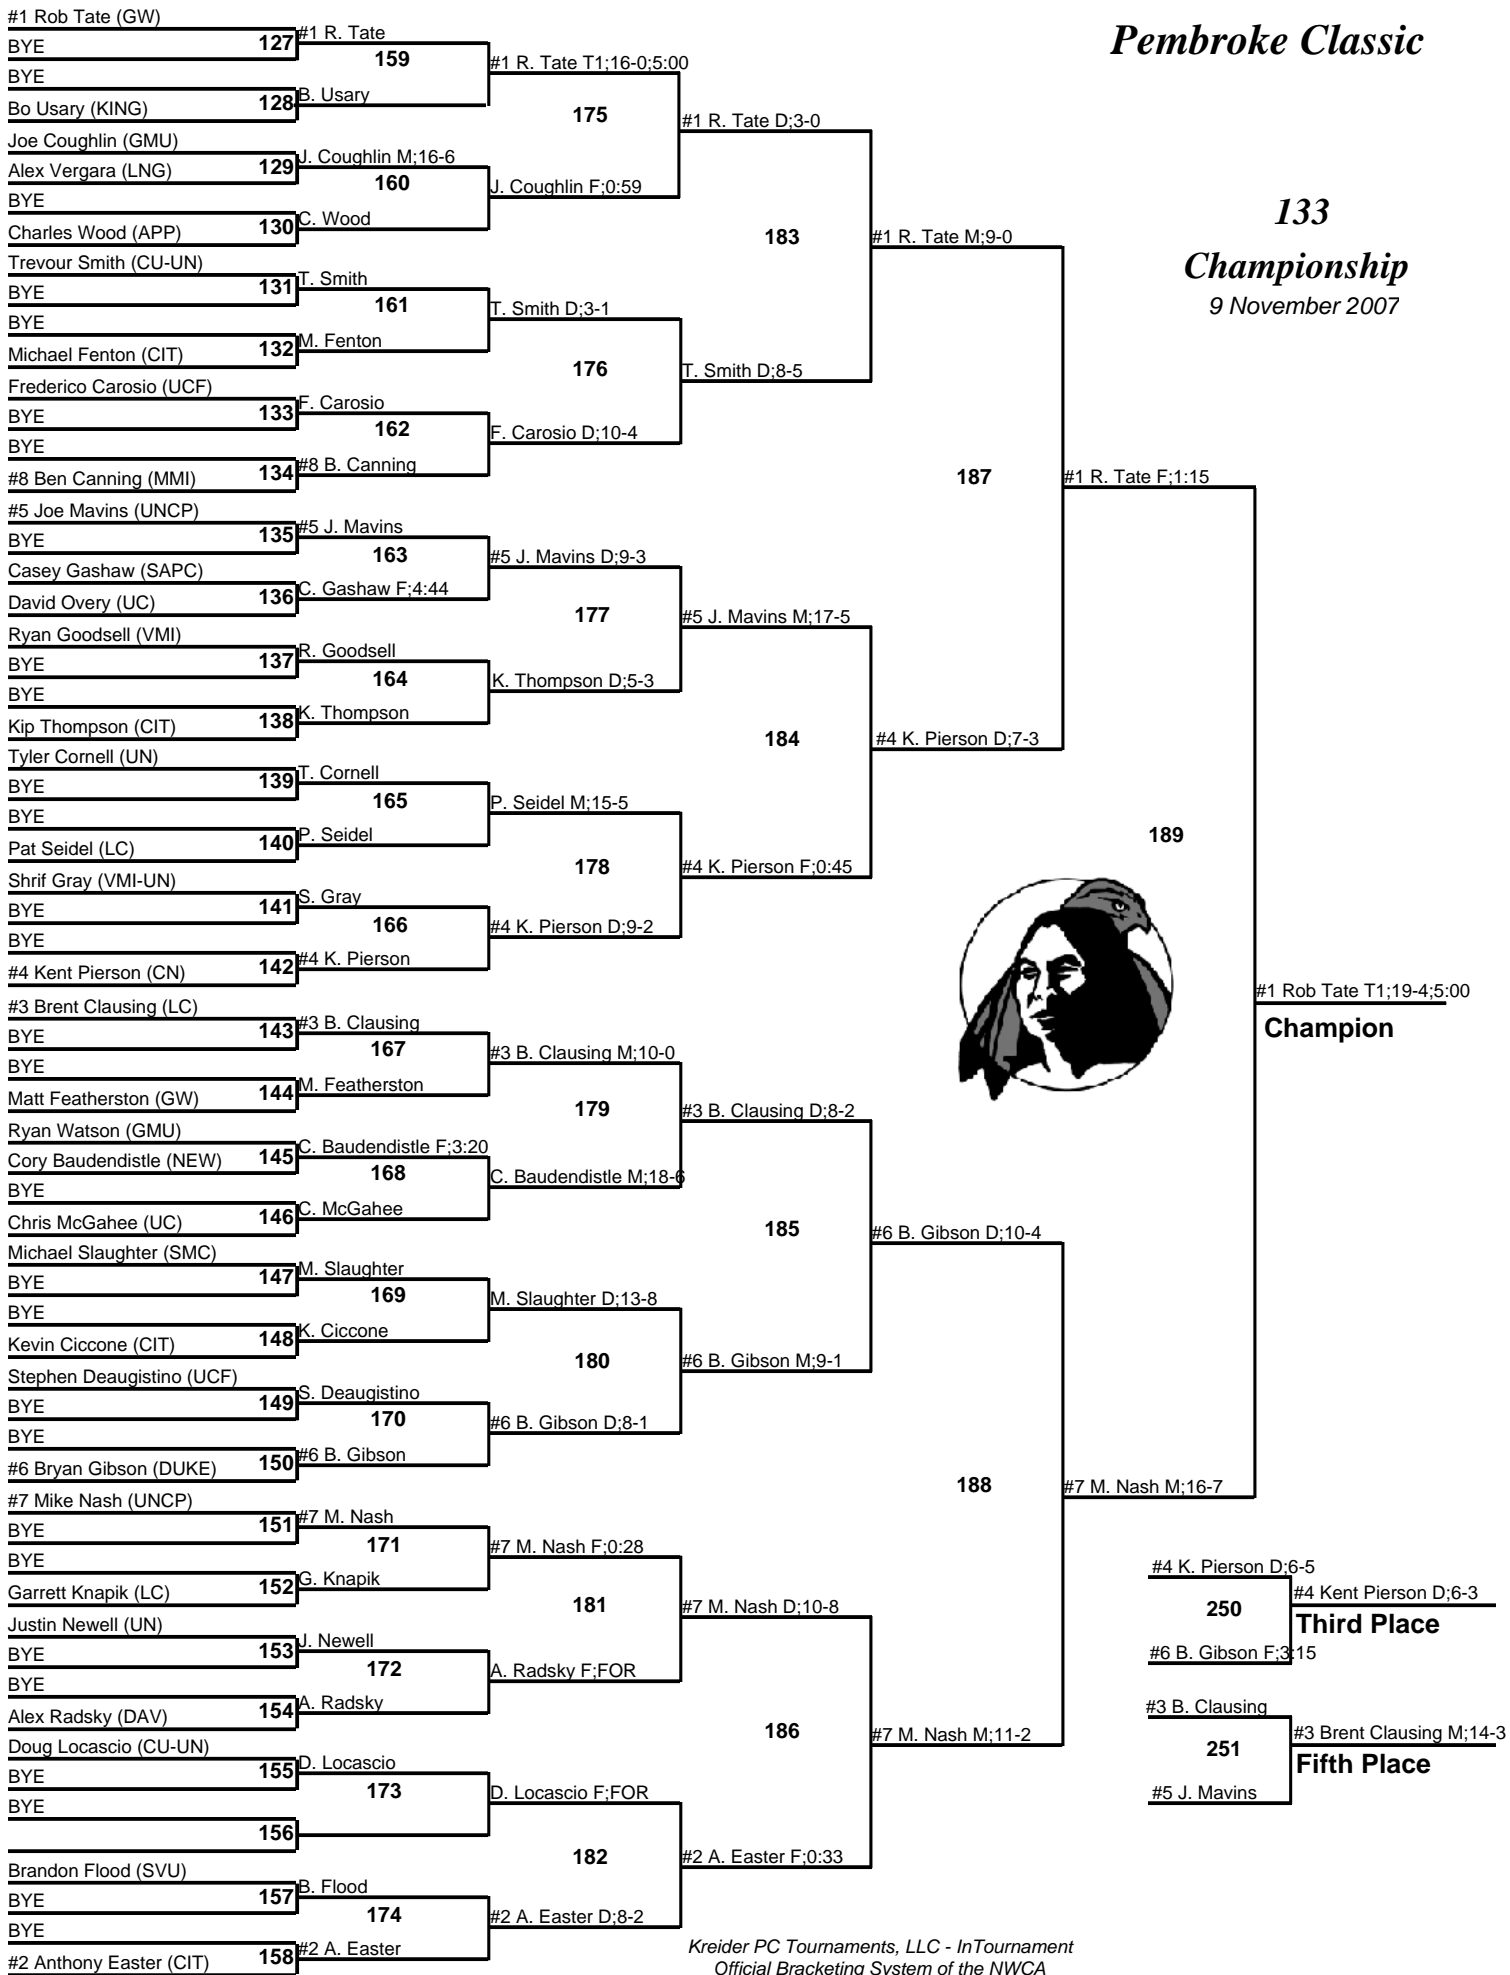 Pembroke Classic
133
Championship
9 November 2007
#1 Rob Tate (GW)
BYE
127
BYE
Bo Usary (KING)
128
Joe Coughlin (GMU)
Alex Vergara (LNG)
129
BYE
Charles Wood (APP)
130
Trevour Smith (CU-UN)
BYE
131
BYE
Michael Fenton (CIT)
132
Frederico Carosio (UCF)
BYE
133
BYE
#8 Ben Canning (MMI)
134
#5 Joe Mavins (UNCP)
BYE
135
Casey Gashaw (SAPC)
David Overy (UC)
136
Ryan Goodsell (VMI)
BYE
137
BYE
Kip Thompson (CIT)
138
Tyler Cornell (UN)
BYE
139
BYE
Pat Seidel (LC)
140
Shrif Gray (VMI-UN)
BYE
141
BYE
#4 Kent Pierson (CN)
142
#3 Brent Clausing (LC)
BYE
143
BYE
Matt Featherston (GW)
144
Ryan Watson (GMU)
Cory Baudendistle (NEW)
145
BYE
Chris McGahee (UC)
146
Michael Slaughter (SMC)
BYE
147
BYE
Kevin Ciccone (CIT)
148
Stephen Deaugistino (UCF)
BYE
149
BYE
#6 Bryan Gibson (DUKE)
150
#7 Mike Nash (UNCP)
BYE
151
BYE
Garrett Knapik (LC)
152
Justin Newell (UN)
BYE
153
BYE
Alex Radsky (DAV)
154
Doug Locascio (CU-UN)
BYE
155
BYE
156
Brandon Flood (SVU)
BYE
157
BYE
#2 Anthony Easter (CIT)
158
#1 R. Tate
159
B. Usary
J. Coughlin M;16-6
160
C. Wood
T. Smith
161
M. Fenton
F. Carosio
162
#8 B. Canning
#5 J. Mavins
163
C. Gashaw F;4:44
R. Goodsell
164
K. Thompson
T. Cornell
165
P. Seidel
S. Gray
166
#4 K. Pierson
#3 B. Clausing
167
M. Featherston
C. Baudendistle F;3:20
168
C. McGahee
M. Slaughter
169
K. Ciccone
S. Deaugistino
170
#6 B. Gibson
#7 M. Nash
171
G. Knapik
J. Newell
172
A. Radsky
D. Locascio
173
B. Flood
174
#2 A. Easter
#1 R. Tate T1;16-0;5:00
175
J. Coughlin F;0:59
T. Smith D;3-1
176
F. Carosio D;10-4
#5 J. Mavins D;9-3
177
K. Thompson D;5-3
P. Seidel M;15-5
178
#4 K. Pierson D;9-2
#3 B. Clausing M;10-0
179
C. Baudendistle M;18-6
M. Slaughter D;13-8
180
#6 B. Gibson D;8-1
#7 M. Nash F;0:28
181
A. Radsky F;FOR
D. Locascio F;FOR
182
#2 A. Easter D;8-2
#1 R. Tate D;3-0
183
T. Smith D;8-5
#5 J. Mavins M;17-5
184
#4 K. Pierson F;0:45
#3 B. Clausing D;8-2
185
#6 B. Gibson M;9-1
#7 M. Nash D;10-8
186
#2 A. Easter F;0:33
#1 R. Tate M;9-0
187
#4 K. Pierson D;7-3
#6 B. Gibson D;10-4
188
#7 M. Nash M;11-2
#1 R. Tate F;1:15
189
#7 M. Nash M;16-7
#1 Rob Tate T1;19-4;5:00
Champion
#4 K. Pierson D;6-5
250
#6 B. Gibson F;3:15
#4 Kent Pierson D;6-3
Third Place
#3 B. Clausing
251
#5 J. Mavins
#3 Brent Clausing M;14-3
Fifth Place
Kreider PC Tournaments, LLC - InTournament
Official Bracketing System of the NWCA